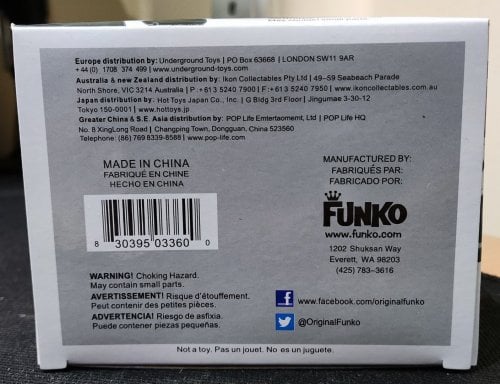 Europe distribution by: Underground Toys | PO Box 63668 | LONDON SW11 9AR
+44 (0) 1708 374 499 | www.underground-toys.com
Australia & new Zealand distribution by: Ikon Collectables Pty Ltd | 49-59 Seabeach Parade
North Shore, VIC 3214 Australia | P:+61 3 5240 7900 | F:+61 3 5240 7950 | www.ikoncollectables.com.au
Japan distribution by: Hot Toys Japan Co., Inc. | G Bldg 3rd Floor | Jingumae 3-30-12
Tokyo 150-0001 | www.hottoys.jp
Greater China & S.E. Asia distribution by: POP Life Emtertaoment, Ltd | POP Life HQ
No. 8 XingLong Road | Changping Town, Dongguan, China 523560
Telephone: (86) 769 8339-8588 | www.pop-life.com
MADE IN CHINA
FABRIQUÉ EN CHINE
HECHO EN CHINA
8 30395 03360 0
MANUFACTURED BY:
FABRIQUÉS PAR:
FABRICADO POR:
FUNKO
www.funko.com
1202 Shuksan Way
Everett, WA 98203
(425) 783-3616
WARNING! Choking Hazard.
May contain small parts.
AVERTISSEMENT! Risque d'étouffement.
Peut contenir des petites pièces.
ADVERTENCIA! Riesgo de asfixia.
Puede contener piezas pequeñas.
f www.facebook.com/originalfunko
@OriginalFunko
Not a toy. Pas un jouet. No es un juguete.